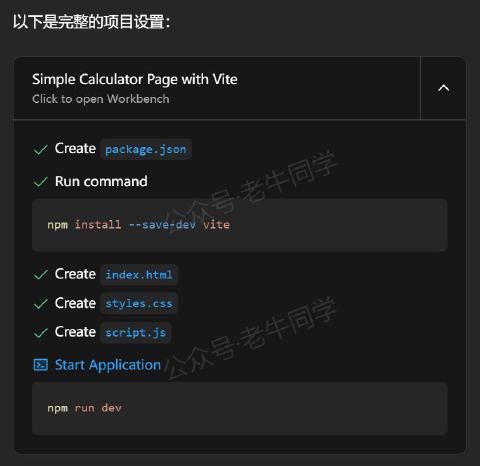 以下是完整的项目设置：
Simple Calculator Page with Vite
Click to open Workbench
Create package.json
Run command
npm install --save-dev vite
Create index.html
Create styles.css
Create script.js
Start Application
npm run dev
公众号·老牛同学
公众号·老牛同学